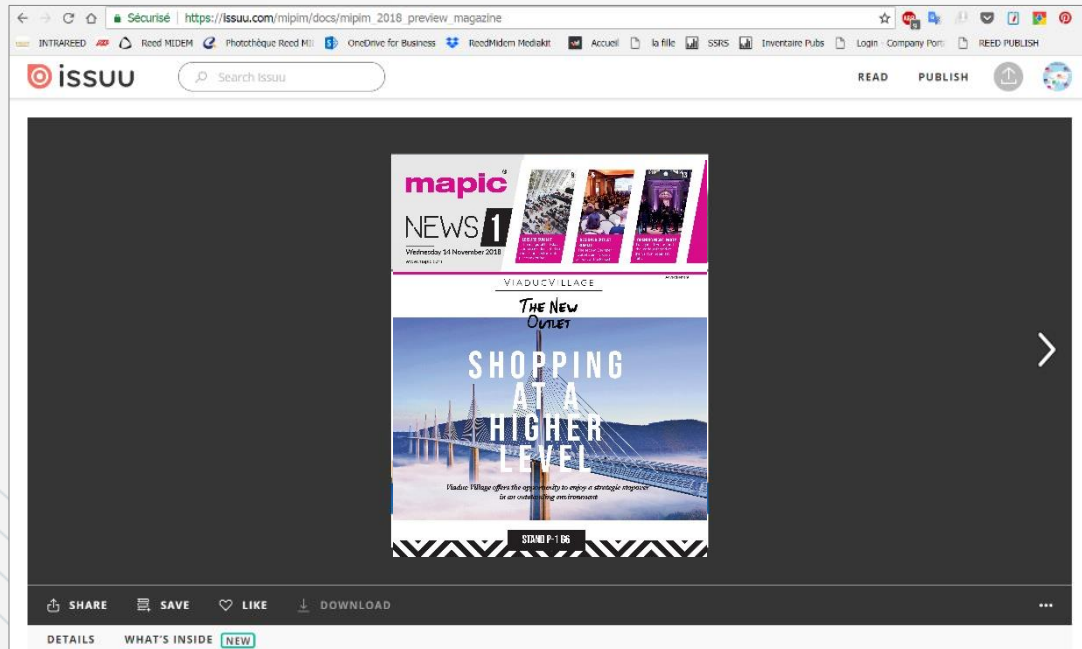 Sécurisé | https://issuu.com/mipim/docs/mipim_2018_preview_magazine
INTRAREED Reed MIDEM Photothèque Reed MI OneDrive for Business ReedMidem Mediakit Accueil la fille SSRS Inventaire Pubs Login - Company Port REED PUBLISH
issuu Search Issuu READ PUBLISH
mapic
NEWS 1
Wednesday 14 November 2018
VIADUCVILLAGE
THE NEW
OUTLET
SHOPPING
AT A
HIGHER
LEVEL
Viaduc Village offers the opportunity to enjoy a strategic stopover
in an outstanding environment
STAND P-1 G6
SHARE SAVE LIKE DOWNLOAD
DETAILS WHAT'S INSIDE NEW